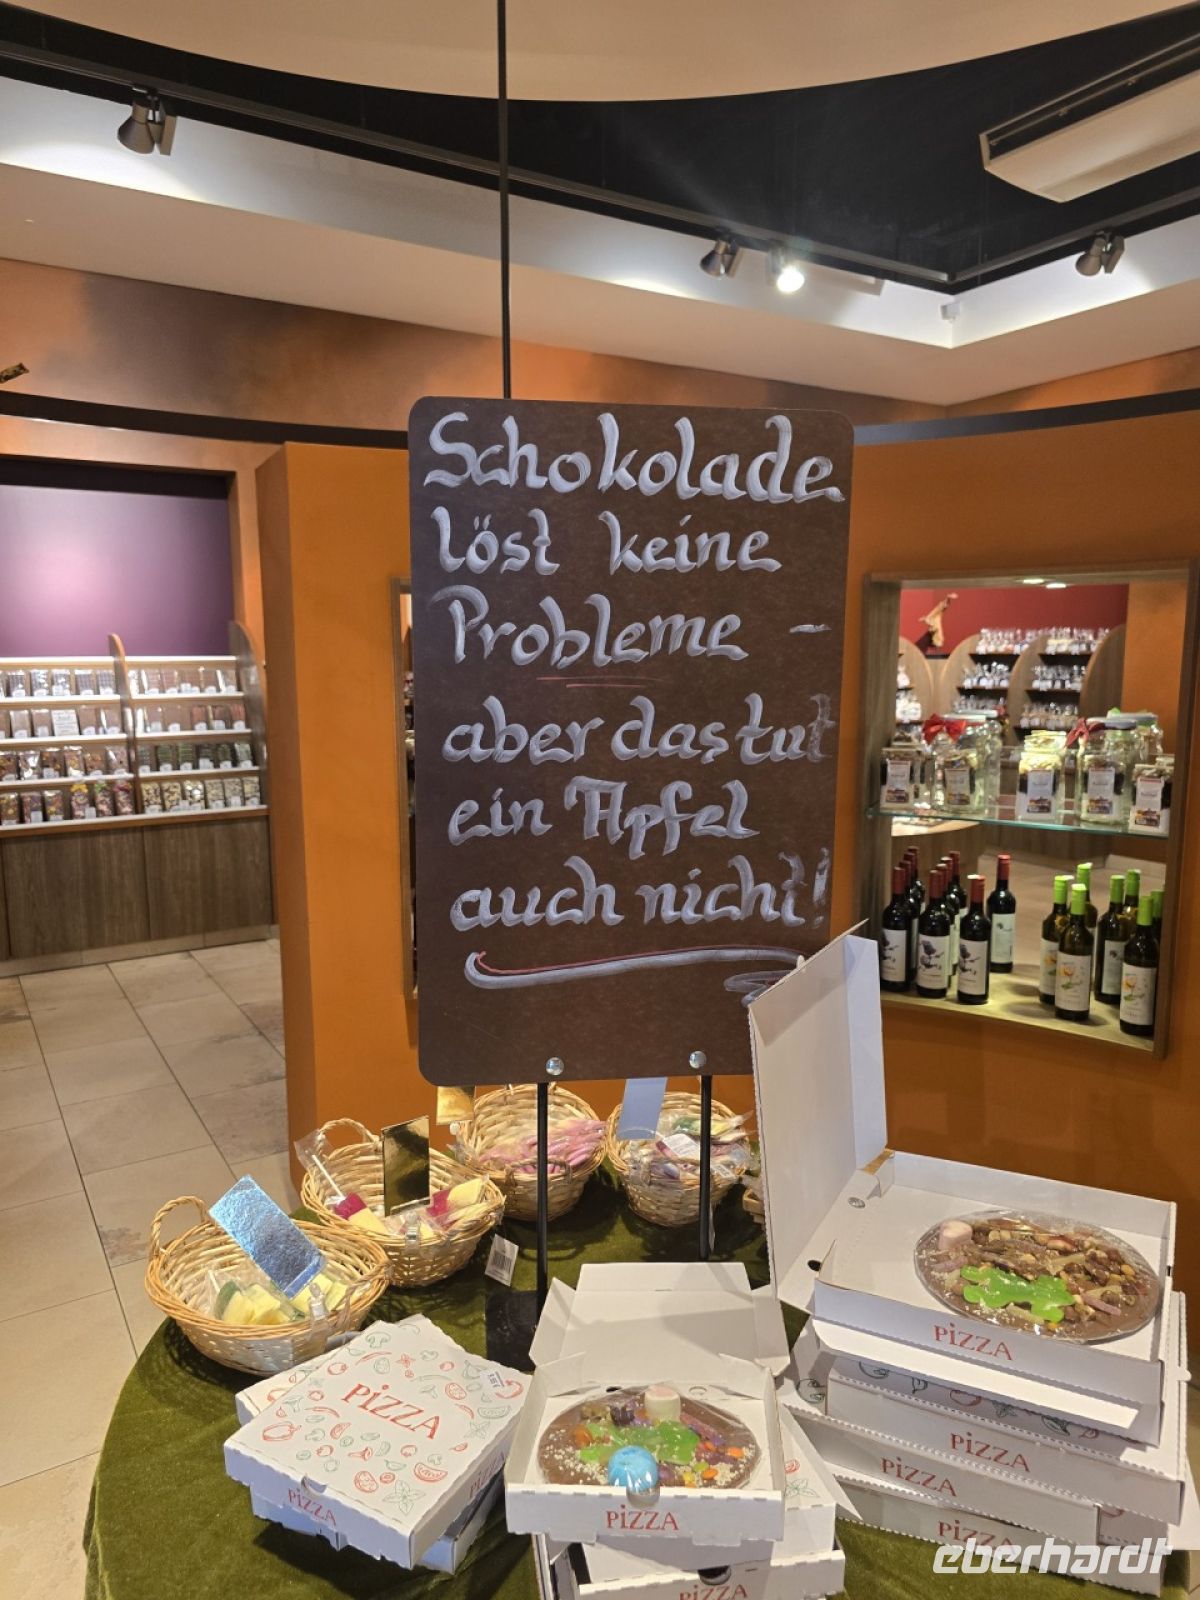 Schokolade
löst keine
Probleme –
aber das tut
ein Apfel
auch nicht!
PIZZA
PIZZA
PIZZA
PIZZA
PIZZA
PIZZA
PIZZA
PIZZA
eberhardt